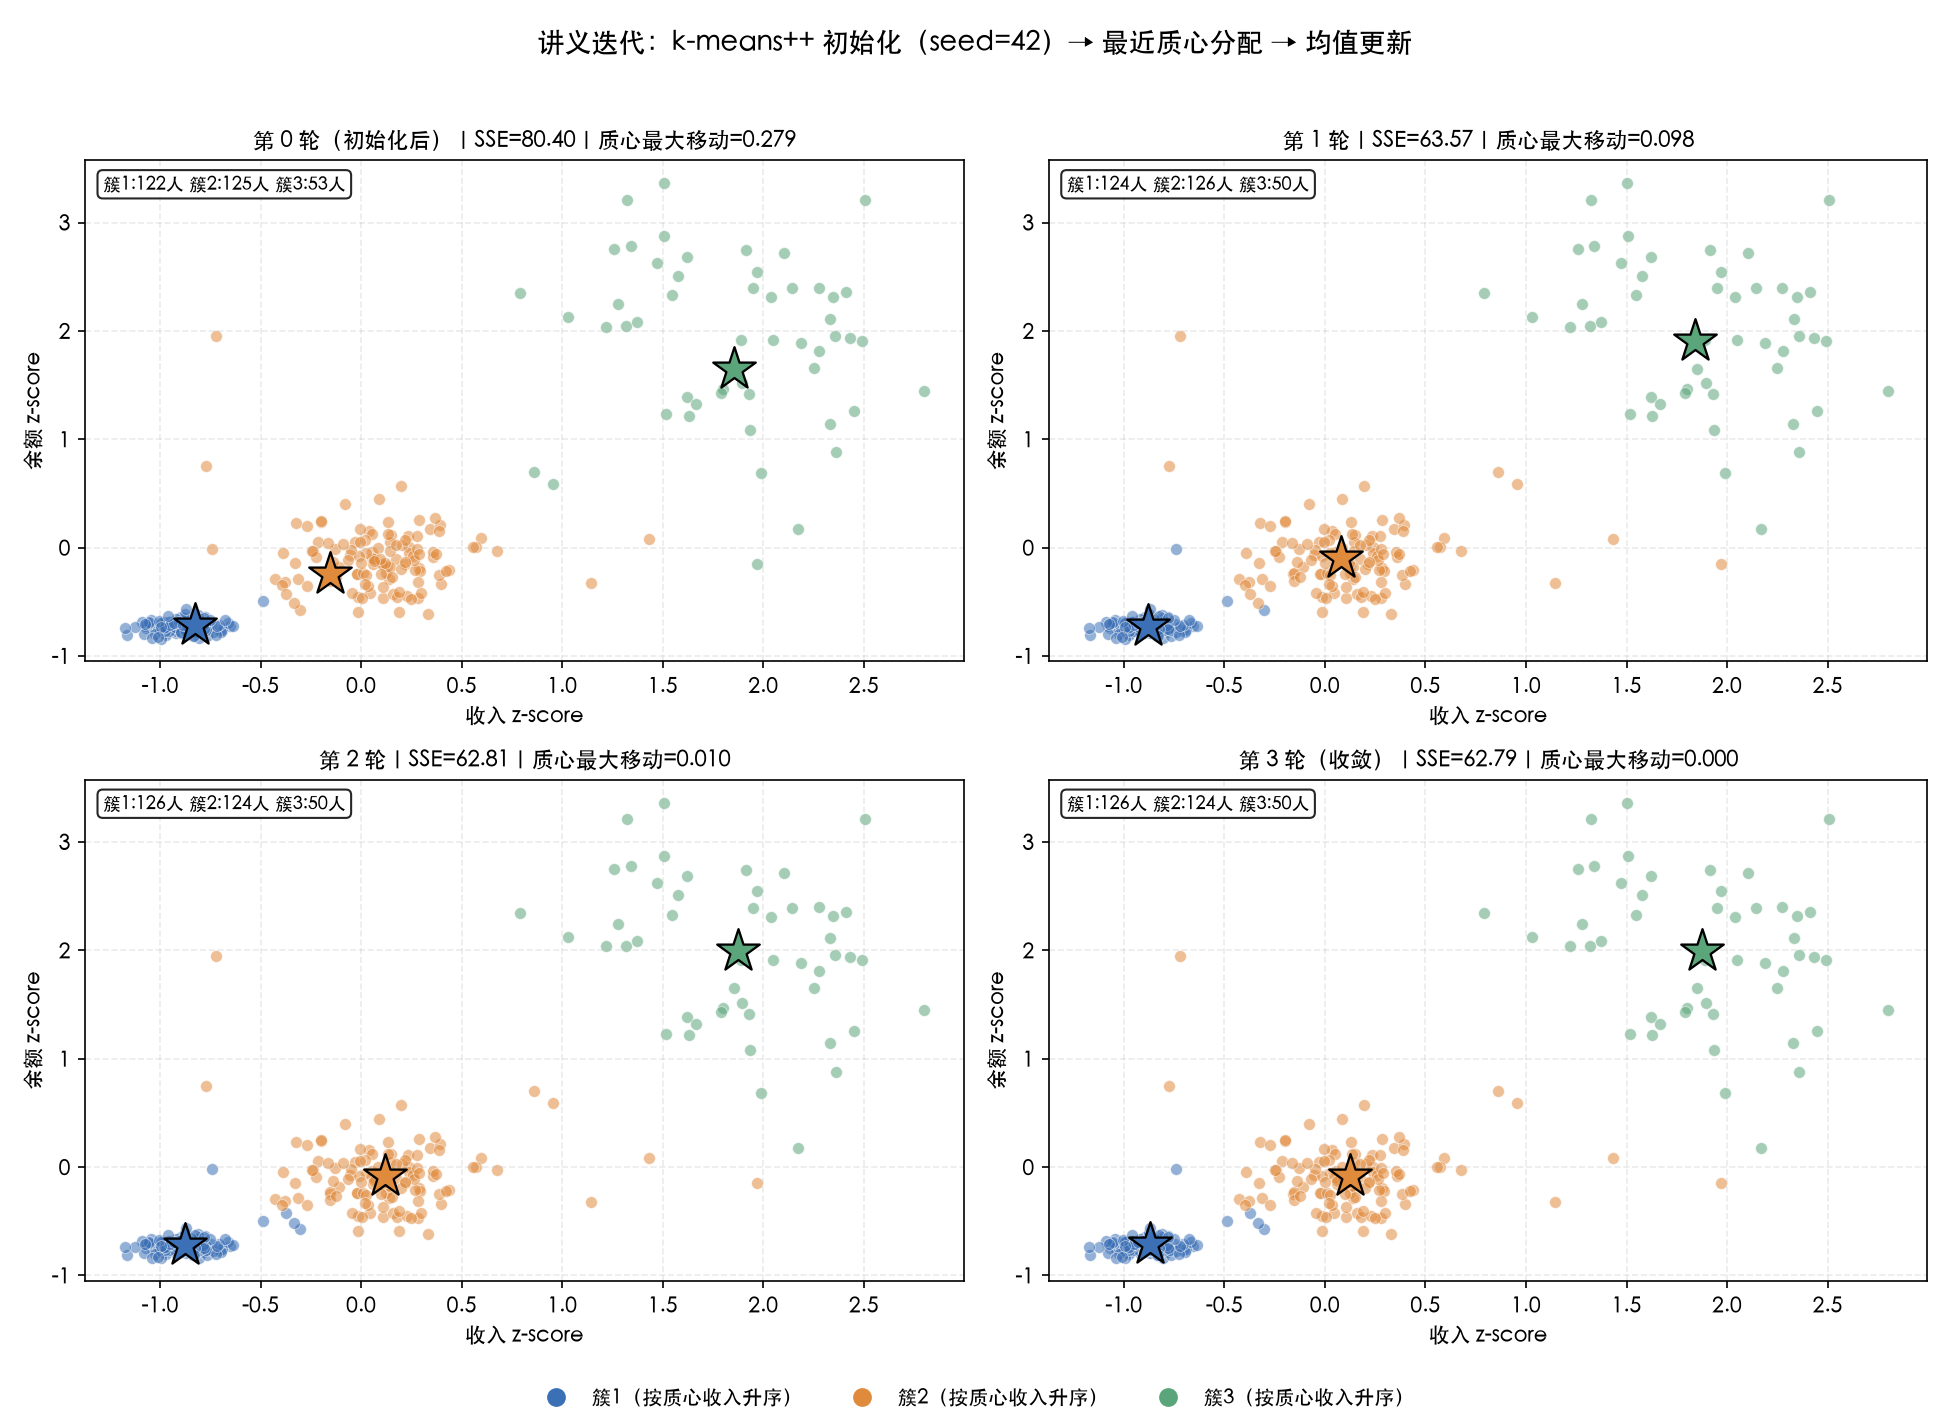 讲义迭代：k-means++ 初始化（seed=42）→ 最近质心分配 → 均值更新
第 0 轮（初始化后）｜SSE=80.40｜质心最大移动=0.279
簇1:122人 簇2:125人 簇3:53人
余额 z-score
3
2
1
0
-1
-1.0 -0.5 0.0 0.5 1.0 1.5 2.0 2.5
收入 z-score
第 1 轮｜SSE=63.57｜质心最大移动=0.098
簇1:124人 簇2:126人 簇3:50人
余额 z-score
3
2
1
0
-1
-1.0 -0.5 0.0 0.5 1.0 1.5 2.0 2.5
收入 z-score
第 2 轮｜SSE=62.81｜质心最大移动=0.010
簇1:126人 簇2:124人 簇3:50人
余额 z-score
3
2
1
0
-1
-1.0 -0.5 0.0 0.5 1.0 1.5 2.0 2.5
收入 z-score
第 3 轮（收敛）｜SSE=62.79｜质心最大移动=0.000
簇1:126人 簇2:124人 簇3:50人
余额 z-score
3
2
1
0
-1
-1.0 -0.5 0.0 0.5 1.0 1.5 2.0 2.5
收入 z-score
簇1（按质心收入升序） 簇2（按质心收入升序） 簇3（按质心收入升序）